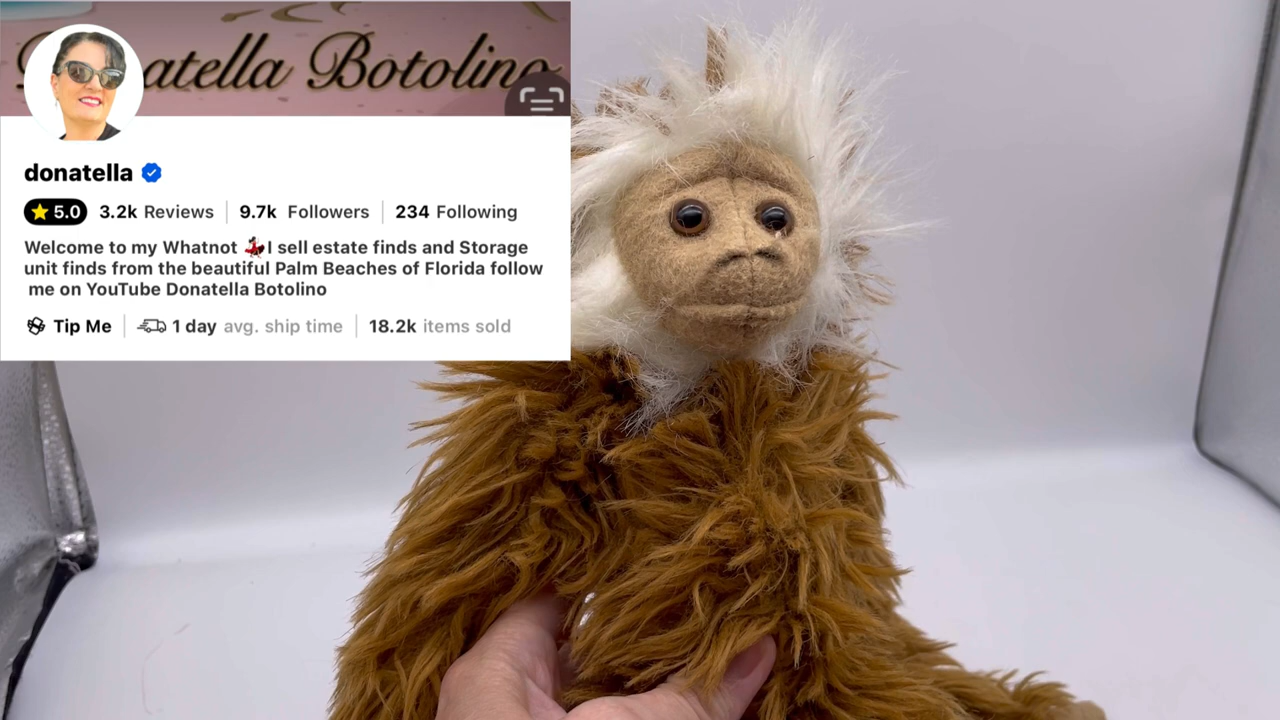 Donatella Botolino
donatella
5.0 3.2k Reviews 9.7k Followers 234 Following
Welcome to my Whatnot 💃I sell estate finds and Storage
unit finds from the beautiful Palm Beaches of Florida follow
me on YouTube Donatella Botolino
Tip Me 1 day avg. ship time 18.2k items sold